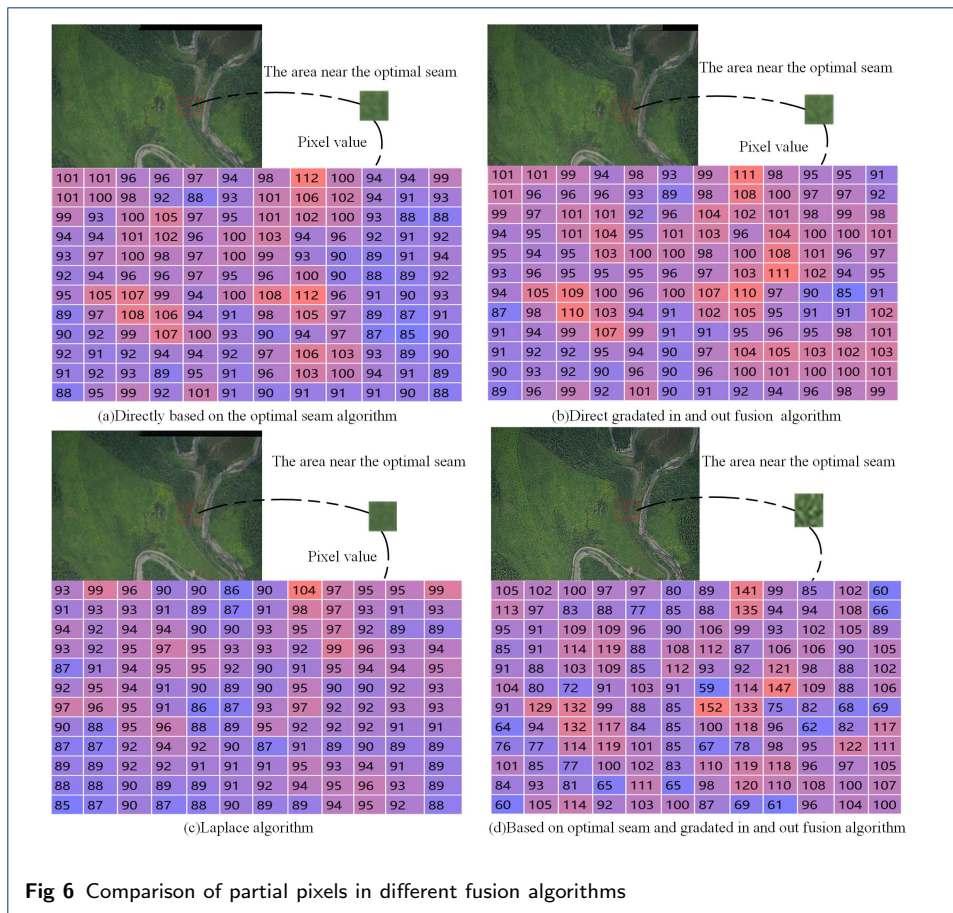 The area near the optimal seam
Pixel value
101 101 96 96 97 94 98 112 100 94 94 99
101 100 98 92 88 93 101 106 102 94 91 93
99 93 100 105 97 95 101 102 100 93 88 88
94 94 101 102 96 100 103 94 96 92 91 92
93 97 100 98 97 100 99 93 90 89 91 94
92 94 96 96 97 95 96 100 90 88 89 92
95 105 107 99 94 100 108 112 96 91 90 93
89 97 108 106 94 91 98 105 97 89 87 91
90 92 99 107 100 93 90 94 97 87 85 90
92 91 92 94 94 92 97 106 103 93 89 90
91 92 93 89 95 91 96 103 100 94 91 89
88 95 99 92 101 91 90 91 91 91 90 88
(a)Directly based on the optimal seam algorithm
The area near the optimal seam
Pixel value
101 101 99 94 98 93 99 111 98 95 95 91
101 96 96 96 93 89 98 108 100 97 97 92
99 97 101 101 92 96 104 102 101 98 99 98
94 95 101 104 95 101 103 96 104 100 100 101
95 94 95 103 100 100 98 100 108 101 96 97
93 96 95 95 95 96 97 103 111 102 94 95
94 105 109 100 96 100 107 110 97 90 85 91
87 98 110 103 94 91 102 105 95 91 91 102
91 94 99 107 99 91 91 95 96 95 98 101
91 92 92 95 94 90 97 104 105 103 102 103
90 93 92 90 96 90 96 100 101 100 100 101
89 96 99 92 101 90 91 92 94 96 98 99
(b)Direct gradated in and out fusion algorithm
The area near the optimal seam
Pixel value
93 99 96 90 90 86 90 104 97 95 95 99
91 93 93 91 89 87 91 98 97 93 91 93
94 92 94 94 90 90 93 95 97 92 89 89
93 92 95 97 95 93 93 92 99 96 93 94
87 91 94 95 95 92 90 91 95 94 94 95
92 95 94 91 90 89 90 95 90 90 92 93
97 96 95 91 86 87 93 97 92 92 93 93
90 88 95 96 88 89 95 92 92 92 91 91
87 87 92 94 92 90 87 91 89 90 89 89
89 89 92 92 91 91 91 95 93 94 91 89
88 88 90 89 89 91 92 94 95 96 93 89
85 87 90 87 88 90 89 89 94 95 92 88
(c)Laplace algorithm
The area near the optimal seam
105 102 100 97 97 80 89 141 99 85 102 60
113 97 83 88 77 85 88 135 94 94 108 66
95 91 109 109 96 90 106 99 93 102 105 89
85 91 114 119 88 108 112 87 106 106 90 105
91 88 103 109 85 112 93 92 121 98 88 102
104 80 72 91 103 91 59 114 147 109 88 106
91 129 132 99 88 85 152 133 75 82 68 69
64 94 132 117 84 85 100 118 96 62 82 117
76 77 114 119 101 85 67 78 98 95 122 111
101 85 77 100 102 83 110 119 118 96 97 105
84 93 81 65 111 65 98 120 110 108 100 107
60 105 114 92 103 100 87 69 61 96 104 100
(d)Based on optimal seam and gradated in and out fusion algorithm
Fig 6 Comparison of partial pixels in different fusion algorithms